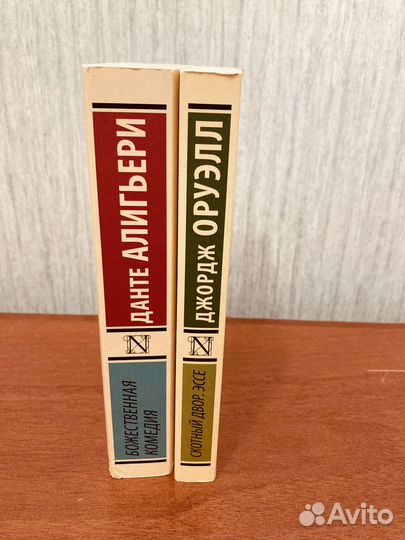 ДАНТЕ АЛИГЬЕРИ
N
БОЖЕСТВЕННАЯ
КОМЕДИЯ
ДЖОРДЖ ОРУЭЛЛ
N
СКОТНЫЙ ДВОР. ЭССЕ
Avito